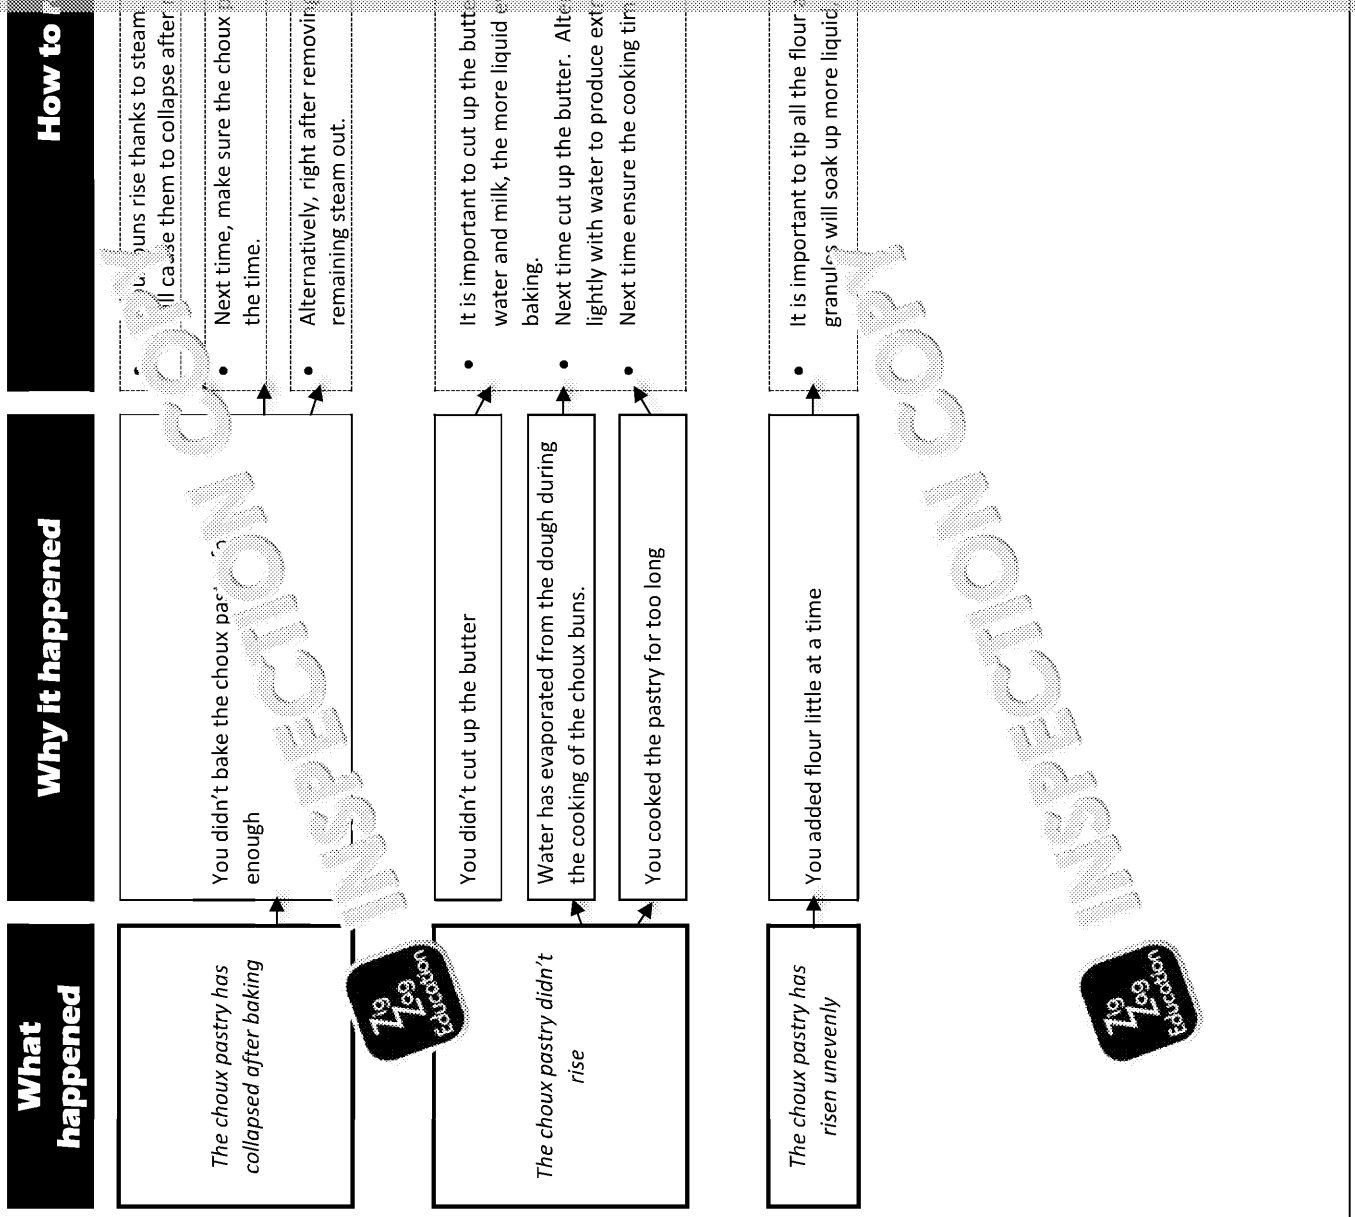 What
happened
Why it happened
How to
The choux pastry has
collapsed after baking
You didn't bake the choux
enough
buns rise thanks to steam.
cause them to collapse after
Next time, make sure the choux
the time.
Alternatively, right after removing
remaining steam out.
The choux pastry didn't
rise
You didn't cut up the butter
Water has evaporated from the dough during
the cooking of the choux buns.
You cooked the pastry for too long
It is important to cut up the
water and milk, the more liquid
baking.
Next time cut up the butter.
lightly with water to produce
Next time ensure the cooking
The choux pastry has
risen unevenly
You added flour little at a time
It is important to tip all the flour
granules will soak up more liquid
INSPECTION COPY
Zig
Zag
Education
INSPECTION COPY
Zig
Zag
Education